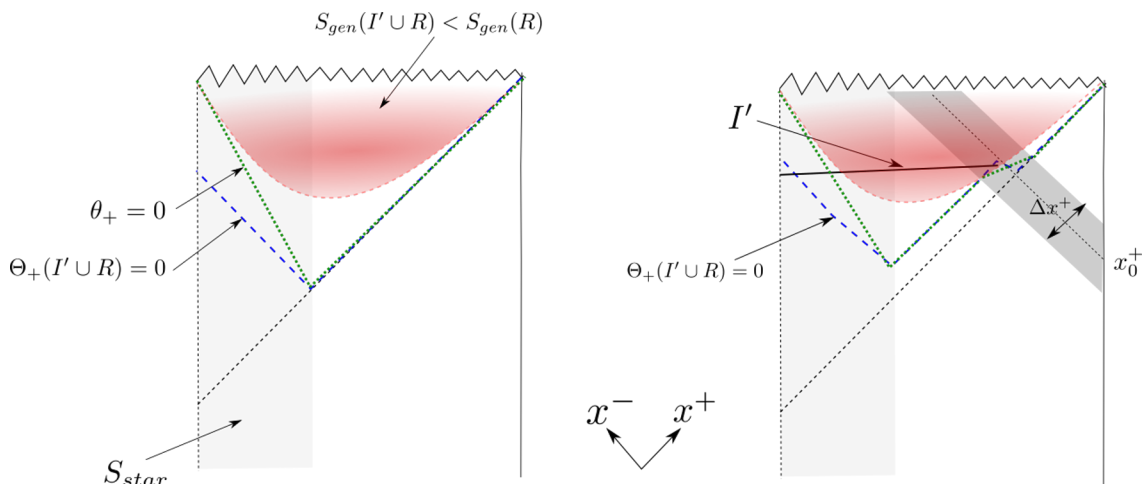 S_{gen}(I' ∪ R) < S_{gen}(R)
I'
θ_+ = 0
Δx^+
Θ_+(I' ∪ R) = 0
Θ_+(I' ∪ R) = 0
x_0^+
x^- x^+
S_{star}